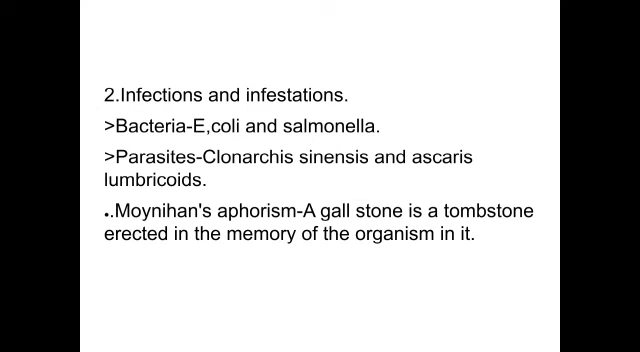 2.Infections and infestations.
>Bacteria-E,coli and salmonella.
>Parasites-Clonarchis sinensis and ascaris
lumbricoids.
•.Moynihan's aphorism-A gall stone is a tombstone
erected in the memory of the organism in it.